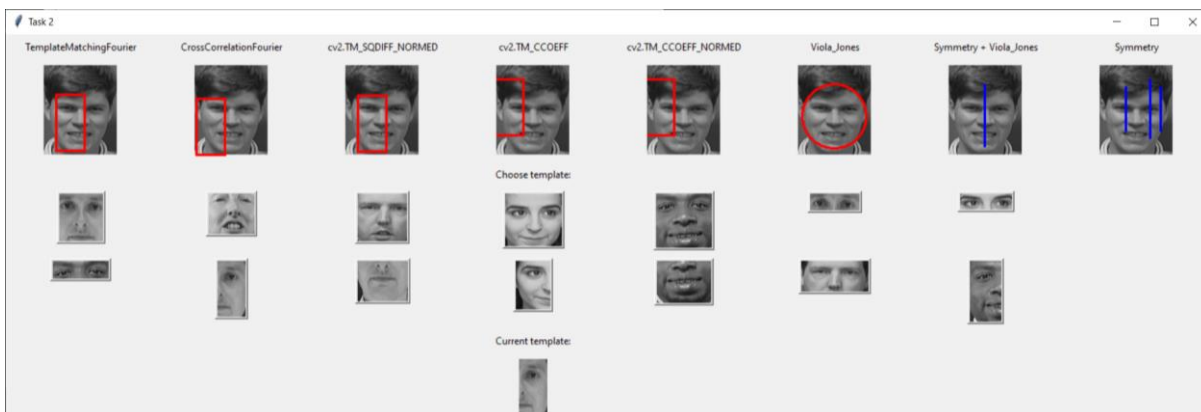 Task 2
TemplateMatchingFourier CrossCorrelationFourier cv2.TM_SQDIFF_NORMED cv2.TM_CCOEFF cv2.TM_CCOEFF_NORMED Viola_Jones Symmetry + Viola_Jones Symmetry
Choose template:
Current template: